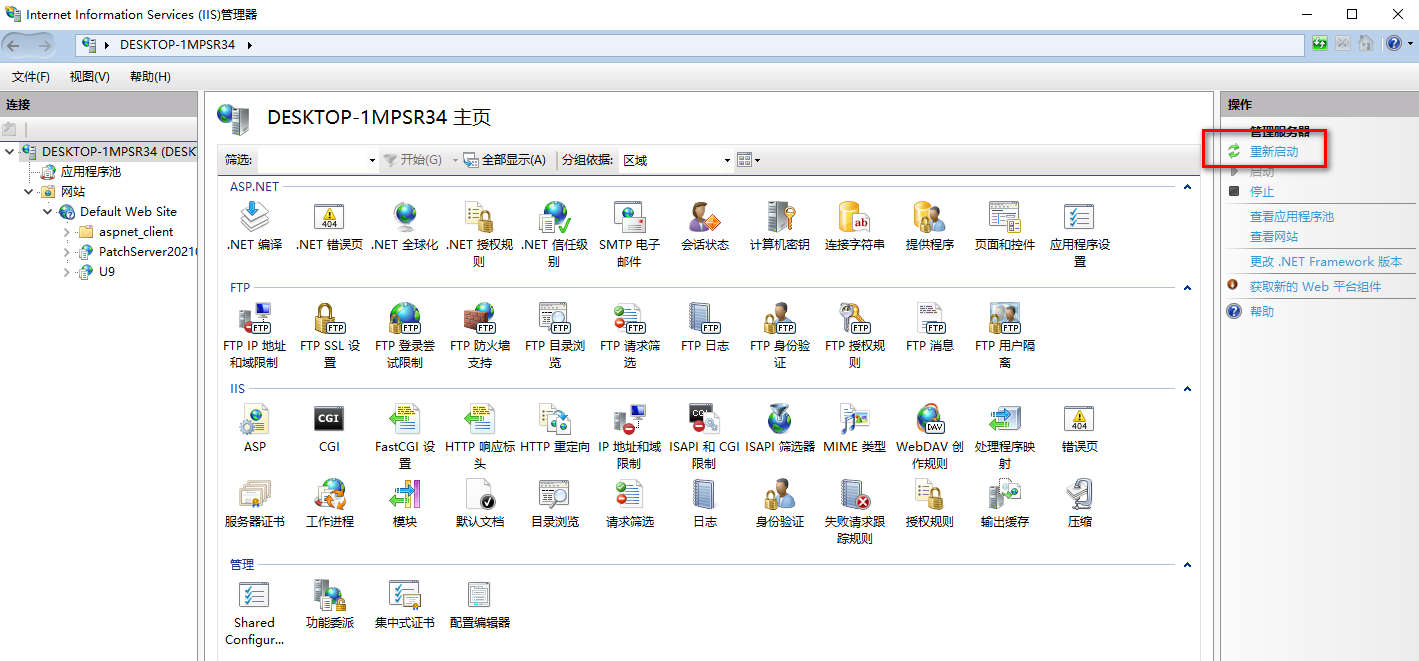 Internet Information Services (IIS)管理器
DESKTOP-1MPSR34
文件(F) 视图(V) 帮助(H)
连接
DESKTOP-1MPSR34 (DESK
应用程序池
网站
Default Web Site
aspnet_client
PatchServer20210
U9
DESKTOP-1MPSR34 主页
筛选: 开始(G) 全部显示(A) 分组依据: 区域
ASP.NET
.NET 编译 .NET 错误页 .NET 全球化 .NET 授权规 .NET 信任级 SMTP 电子 会话状态 计算机密钥 连接字符串 提供程序 页面和控件 应用程序设
则 别 邮件 置
FTP
FTP FTP FTP FTP FTP FTP FTP FTP FTP FTP FTP
FTP IP 地址 FTP SSL 设 FTP 登录尝 FTP 防火墙 FTP 目录浏 FTP 请求筛 FTP 日志 FTP 身份验 FTP 授权规 FTP 消息 FTP 用户隔
和域限制 置 试限制 支持 览 选 证 则 离
IIS
CGI CGI DAV 404
ASP CGI FastCGI 设 HTTP 响应标 HTTP 重定向 IP 地址和域 ISAPI 和 CGI ISAPI 筛选器 MIME 类型 WebDAV 创 处理程序映 错误页
置 头 限制 限制 作规则 射
服务器证书 工作进程 模块 默认文档 目录浏览 请求筛选 日志 身份验证 失败请求跟 授权规则 输出缓存 压缩
踪规则
管理
Shared 功能委派 集中式证书 配置编辑器
Configur...
操作
管理服务器
重新启动
启动
停止
查看应用程序池
查看网站
更改 .NET Framework 版本
获取新的 Web 平台组件
帮助